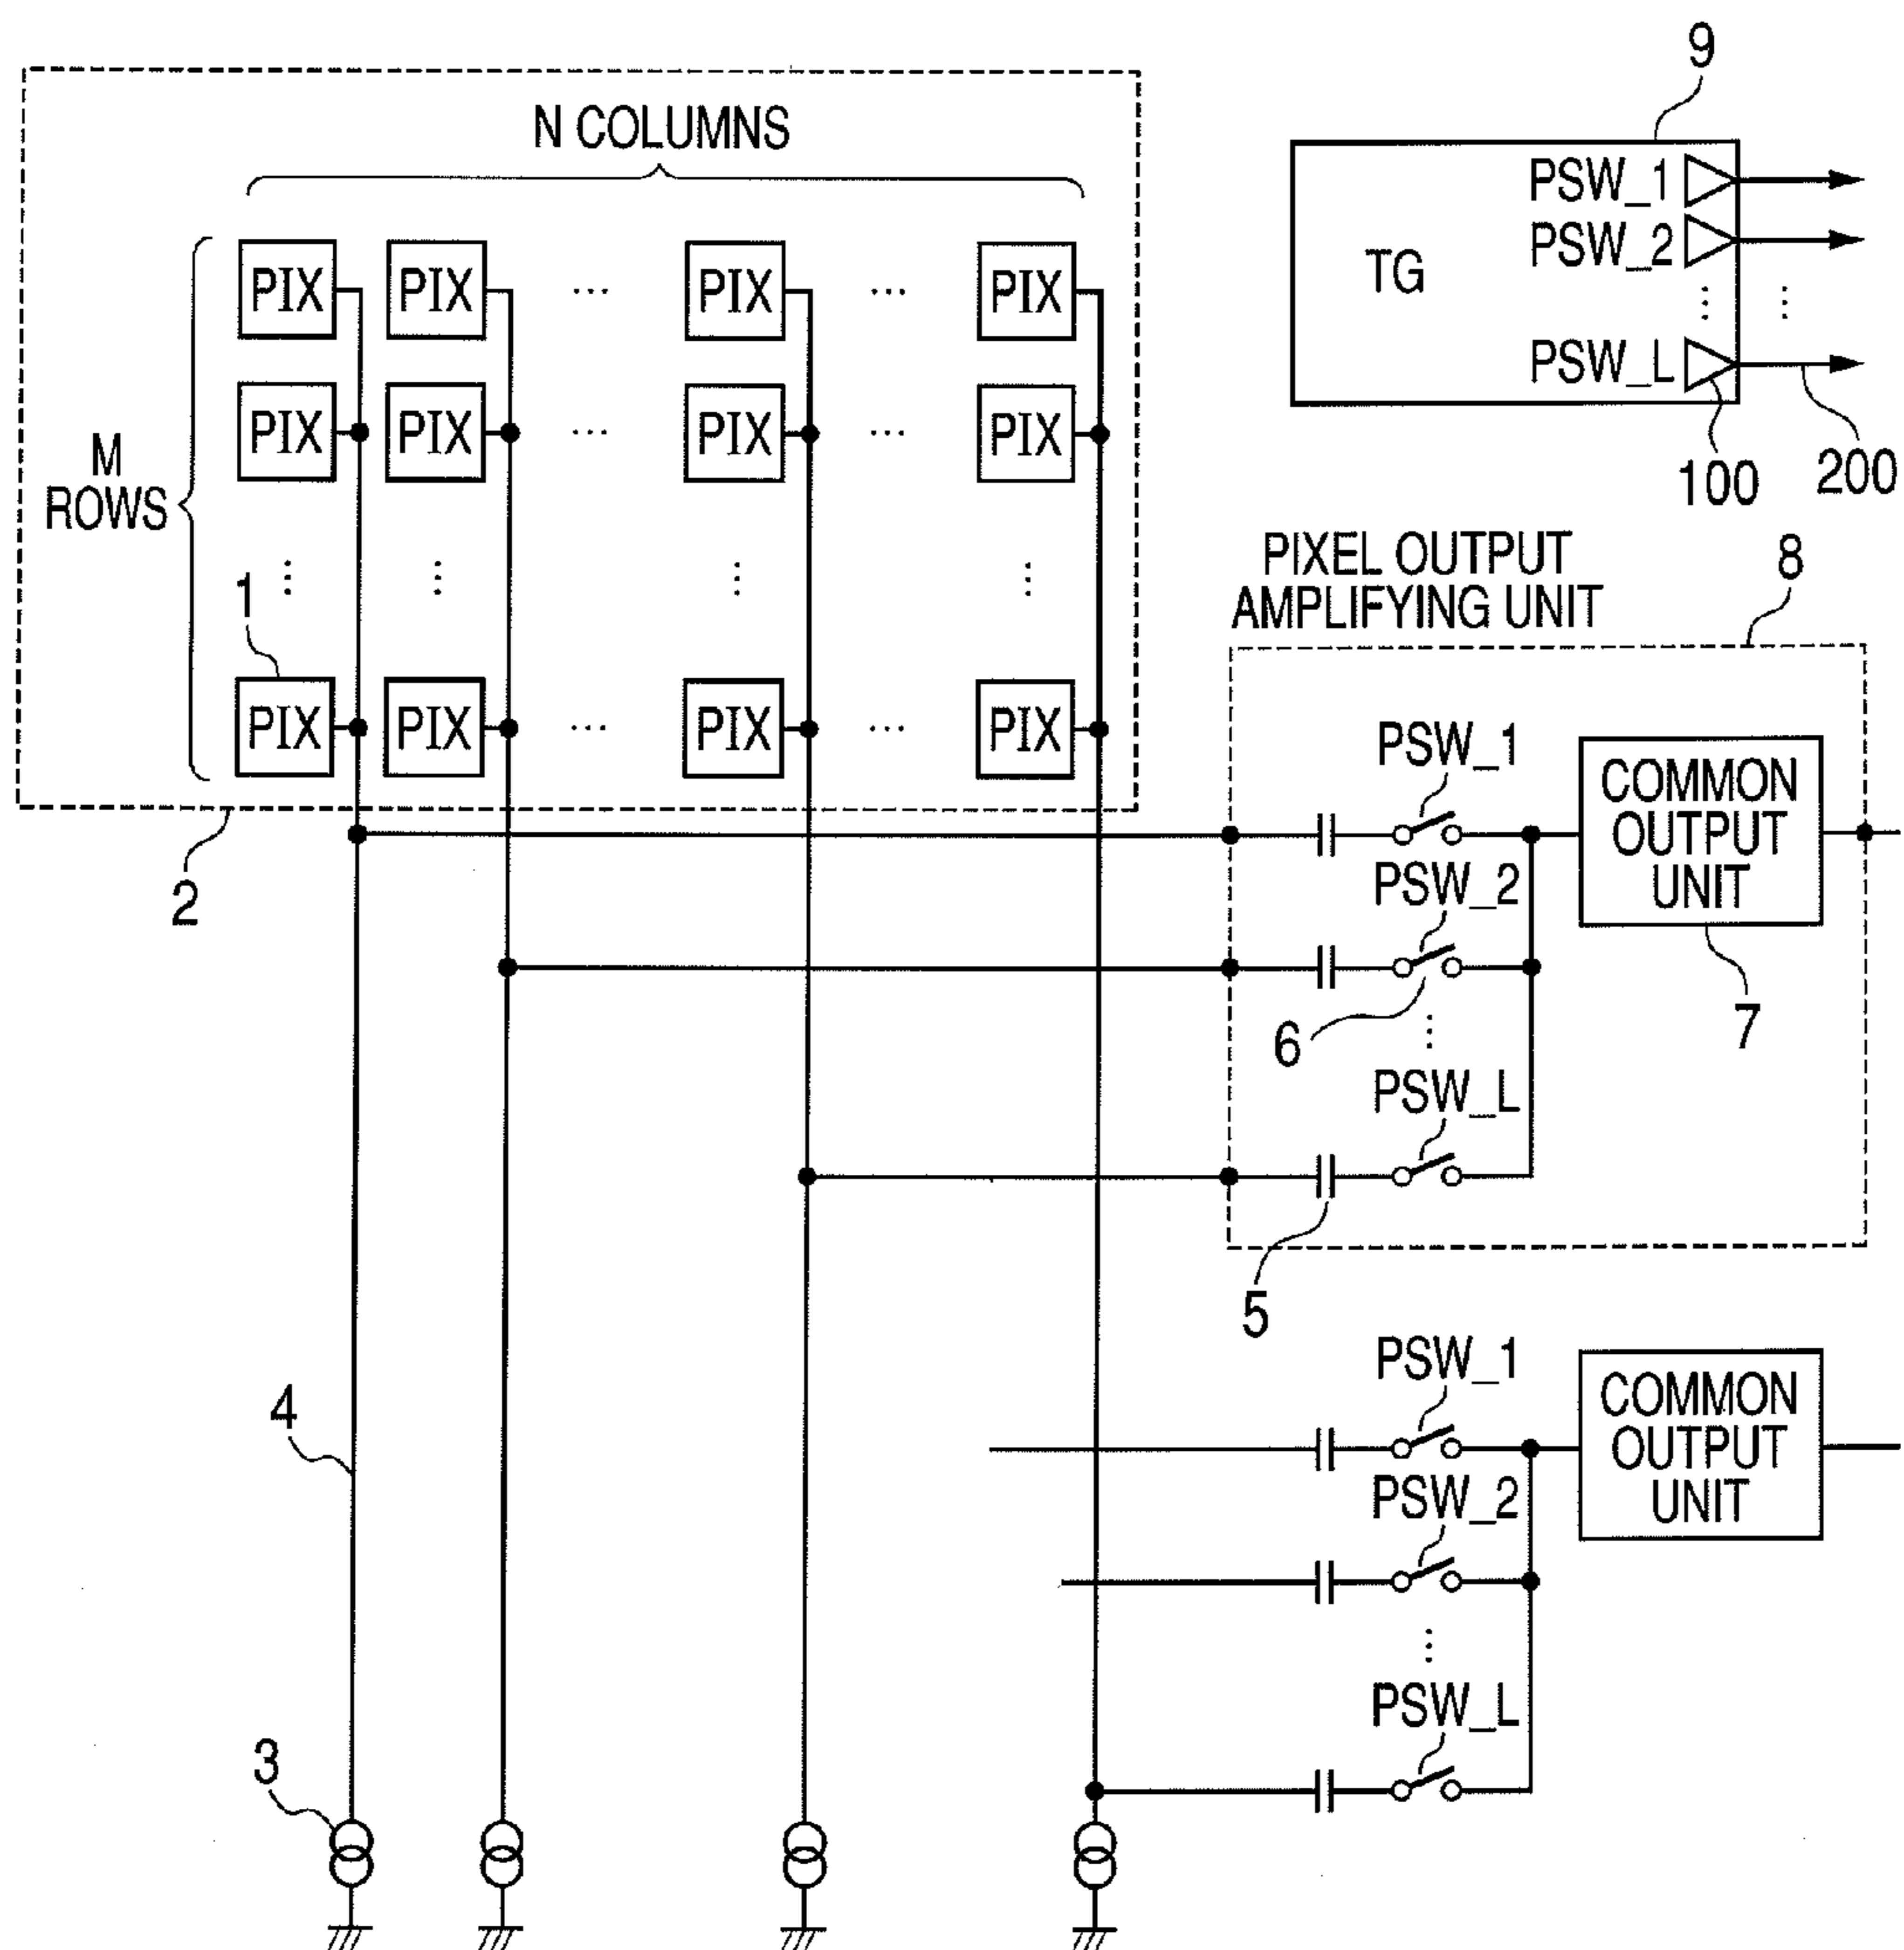 9
N COLUMNS
PSW_1
PSW_2
TG
...
...
PSW_L
100
200
PIX PIX ... PIX ... PIX
PIX PIX ... PIX ... PIX
M
ROWS
... ... ... ...
1
PIX PIX ... PIX ... PIX
2
PIXEL OUTPUT
AMPLIFYING UNIT
8
PSW_1
COMMON
OUTPUT
UNIT
PSW_2
6
7
...
PSW_L
5
4
PSW_1
COMMON
OUTPUT
UNIT
PSW_2
...
PSW_L
3